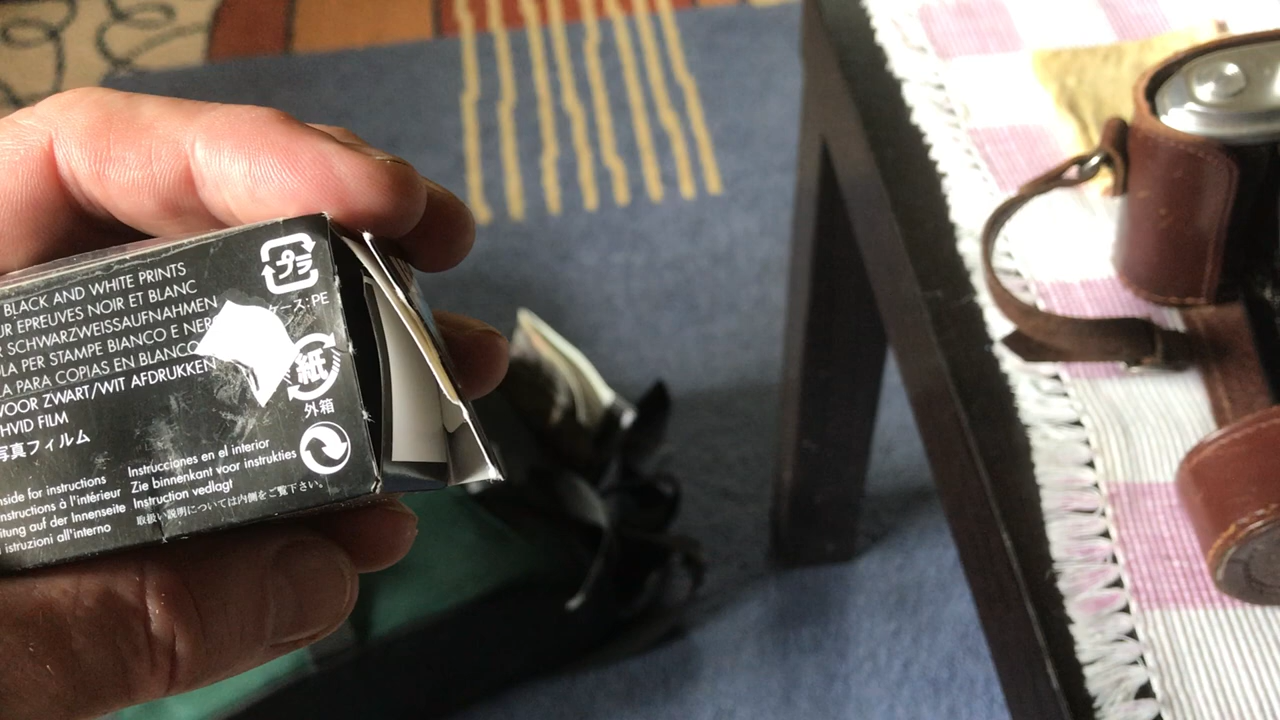 BLACK AND WHITE PRINTS
UR EPREUVES NOIR ET BLANC
R SCHWARZWEISSAUFNAHMEN
OLA PER STAMPE BIANCO E NER
LA PARA COPIAS EN BLANCO
VOOR ZWART/WIT AFDRUKKEN
HVID FILM
写真フィルム
プラ
ケース:PE
紙
外箱
nside for instructions
nstructions à l'intérieur
itung auf der Innenseite
i istruzioni all'interno
Instrucciones en el interior
Zie binnenkant voor instrukties
Instruction vedlagt
取扱い説明については内側をご覧下さい。